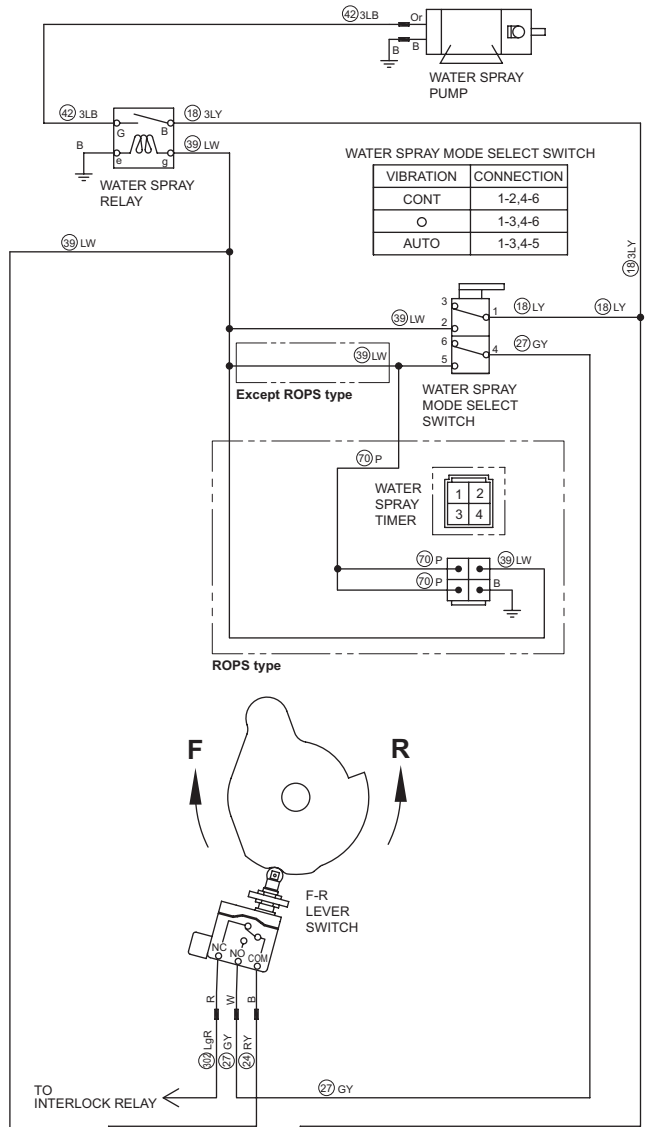 42 3LB
Or
B
B
WATER SPRAY
PUMP
42 3LB
18 3LY
G
B
39 LW
B
e
g
WATER SPRAY
RELAY
WATER SPRAY MODE SELECT SWITCH
VIBRATION CONNECTION
CONT 1-2,4-6
O 1-3,4-6
AUTO 1-3,4-5
39 LW
18 3LY
3
1
18 LY
18 LY
39 LW
2
6
4
27 GY
39 LW
5
Except ROPS type
WATER SPRAY
MODE SELECT
SWITCH
70 P
WATER
SPRAY
TIMER
1 2
3 4
70 P
39 LW
70 P
B
ROPS type
F
R
F-R
LEVER
SWITCH
NC
NO
COM
R
W
B
302 LgR
27 GY
24 RY
TO
INTERLOCK RELAY
27 GY